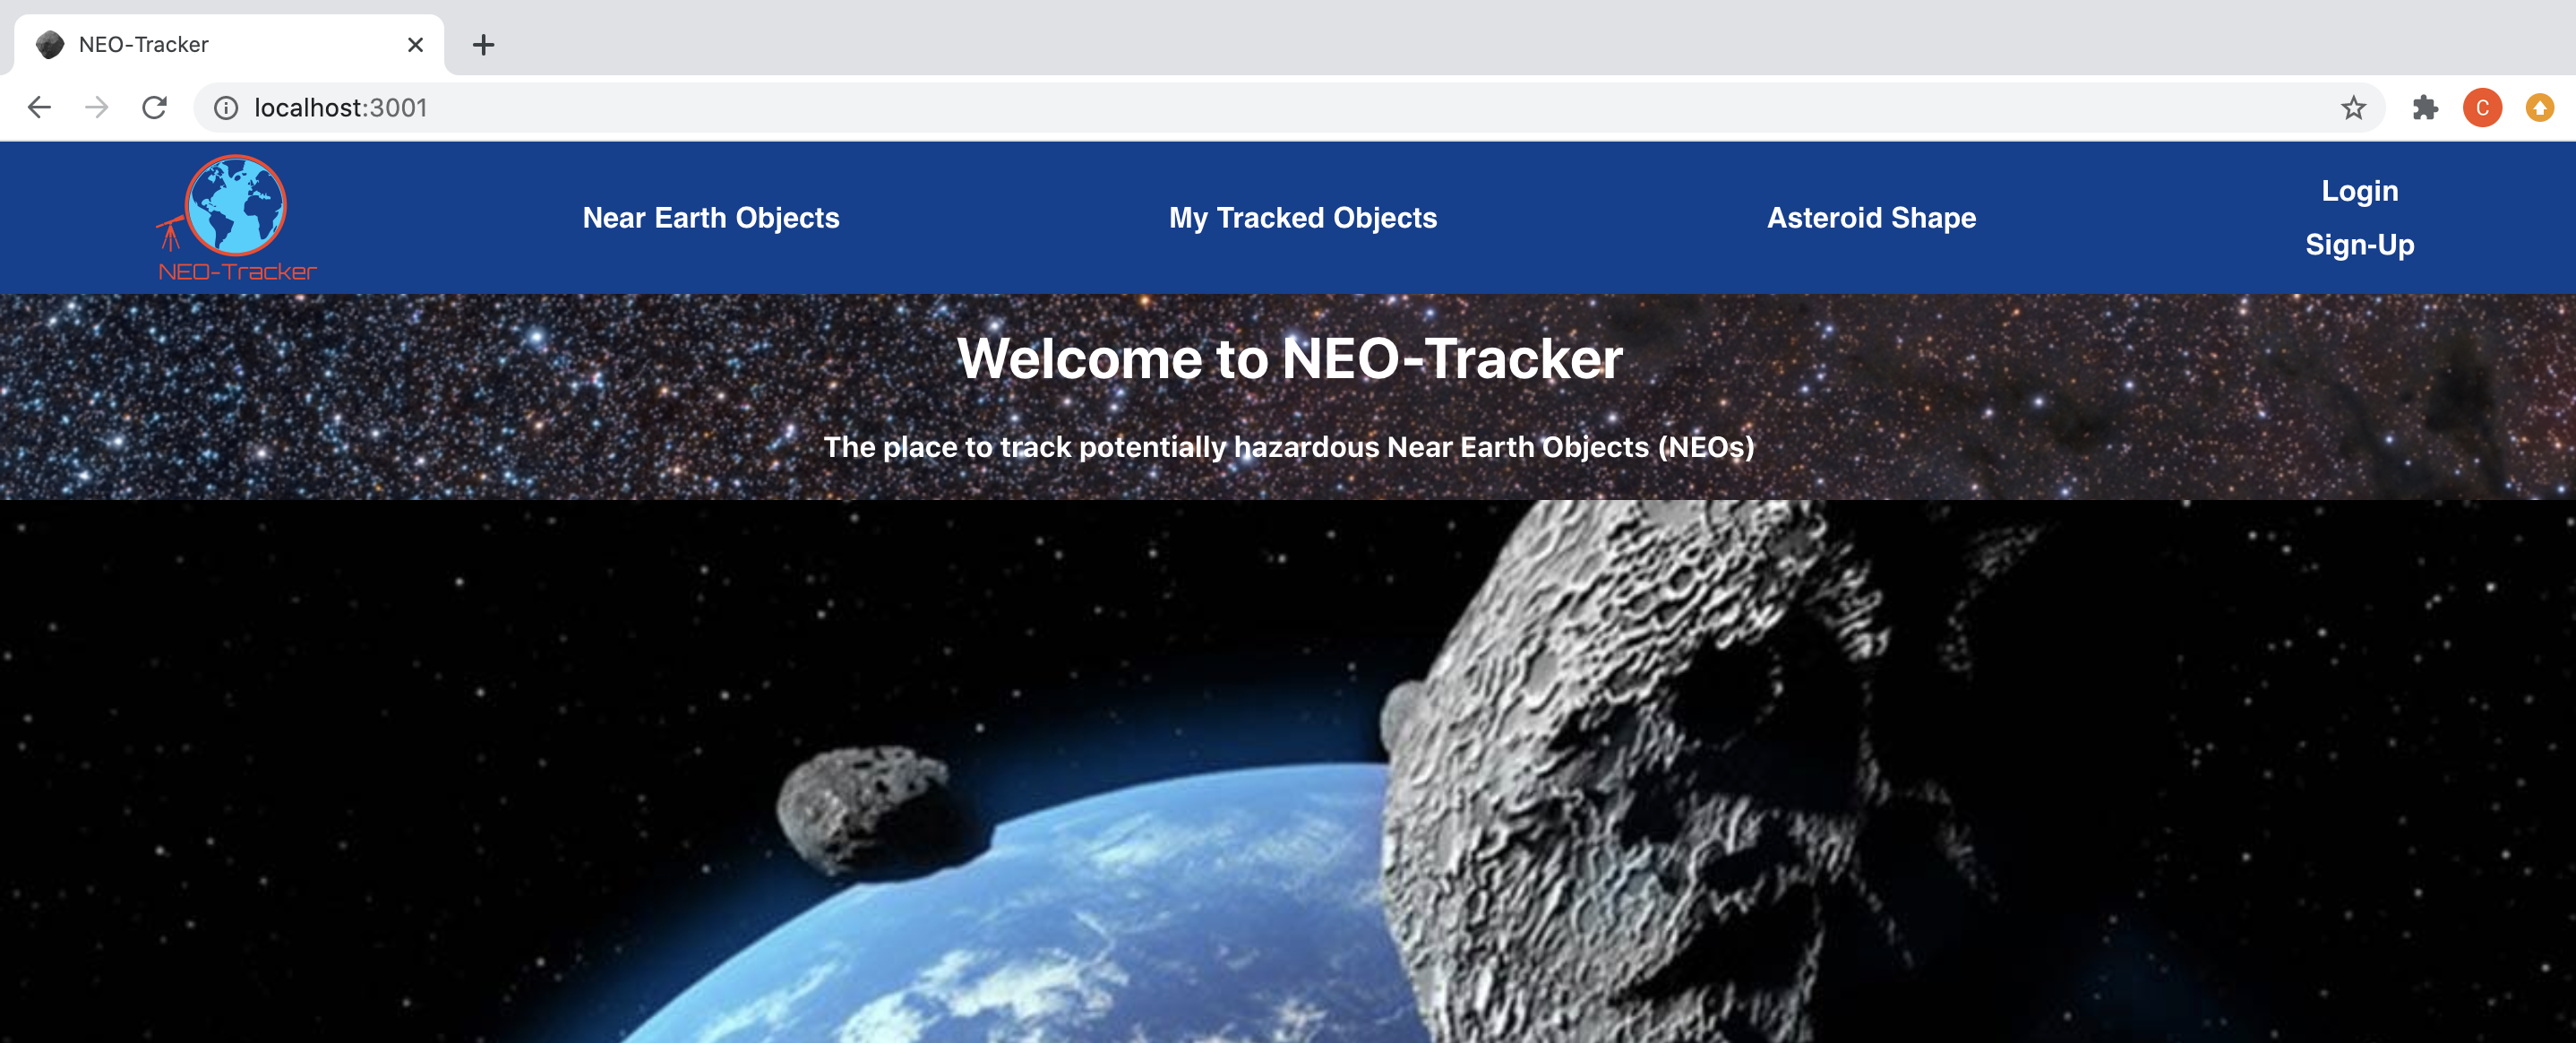 NEO-Tracker
localhost:3001
C
NEO-Tracker
Near Earth Objects
My Tracked Objects
Asteroid Shape
Login
Sign-Up
Welcome to NEO-Tracker
The place to track potentially hazardous Near Earth Objects (NEOs)